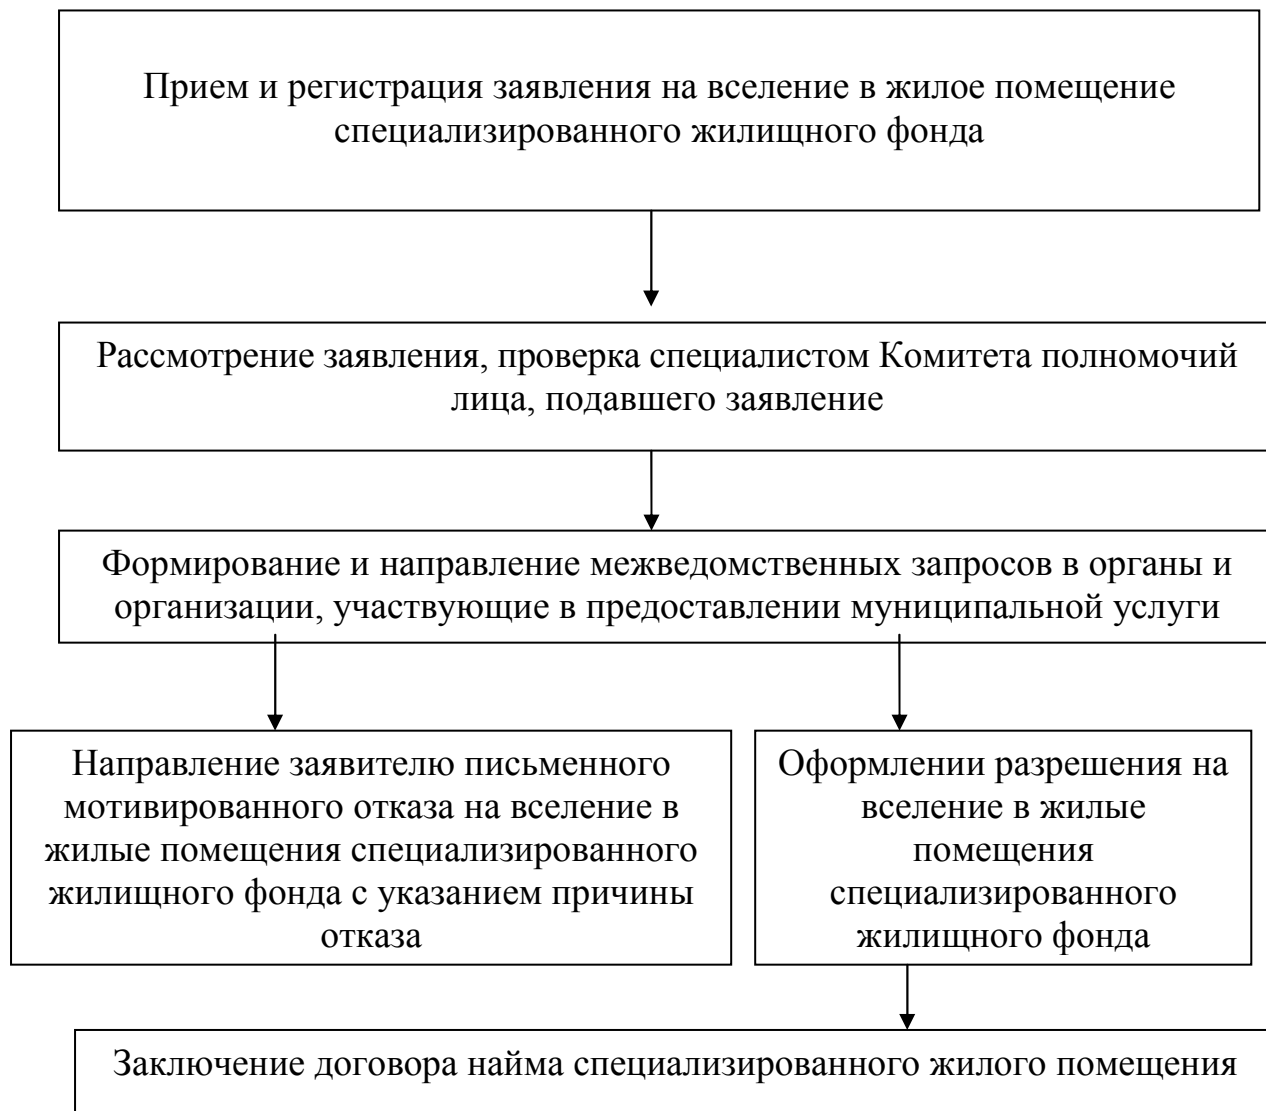 Прием и регистрация заявления на вселение в жилое помещение
специализированного жилищного фонда
Рассмотрение заявления, проверка специалистом Комитета полномочий
лица, подавшего заявление
Формирование и направление межведомственных запросов в органы и
организации, участвующие в предоставлении муниципальной услуги
Направление заявителю письменного
мотивированного отказа на вселение в
жилые помещения специализированного
жилищного фонда с указанием причины
отказа
Оформлении разрешения на
вселение в жилые
помещения
специализированного
жилищного фонда
Заключение договора найма специализированного жилого помещения